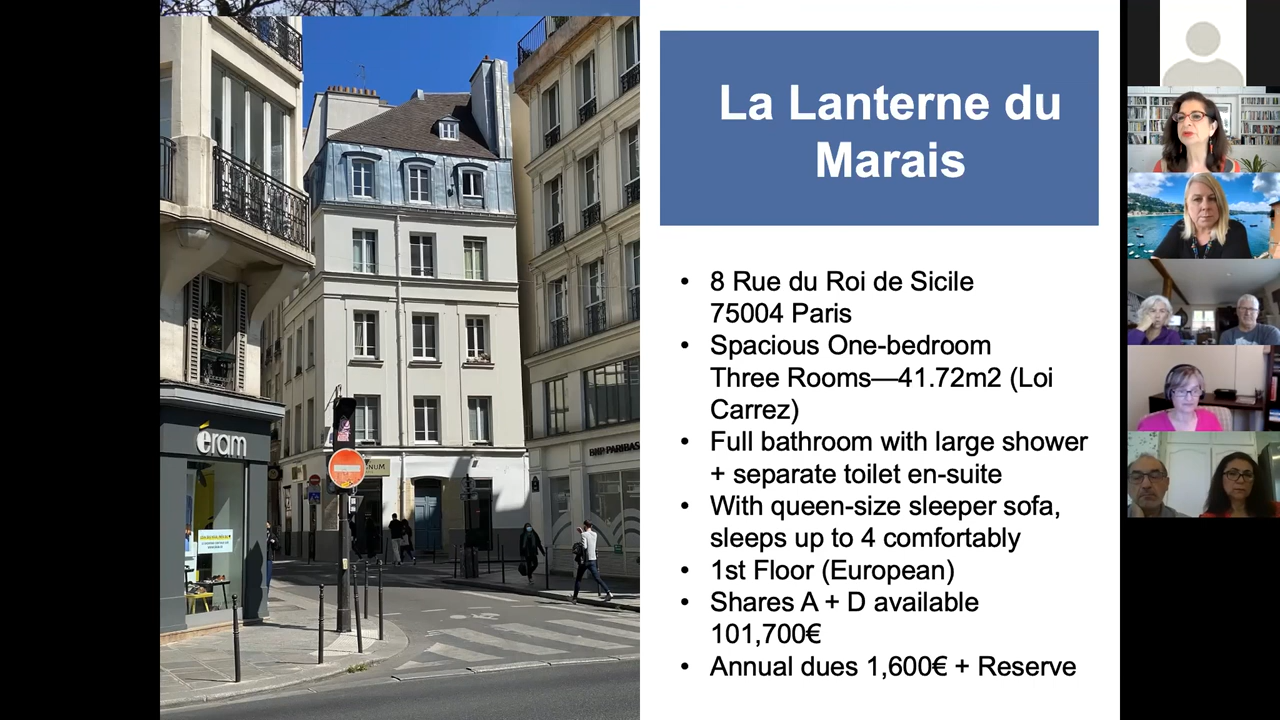 La Lanterne du
Marais
• 8 Rue du Roi de Sicile
75004 Paris
• Spacious One-bedroom
Three Rooms—41.72m2 (Loi
Carrez)
• Full bathroom with large shower
+ separate toilet en-suite
• With queen-size sleeper sofa,
sleeps up to 4 comfortably
• 1st Floor (European)
• Shares A + D available
101,700€
• Annual dues 1,600€ + Reserve
éram
BNP PARIBAS